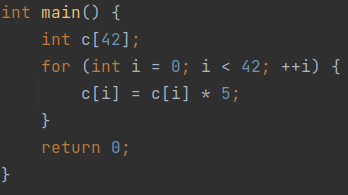 int main() {
    int c[42];
    for (int i = 0; i < 42; ++i) {
        c[i] = c[i] * 5;
    }
    return 0;
}